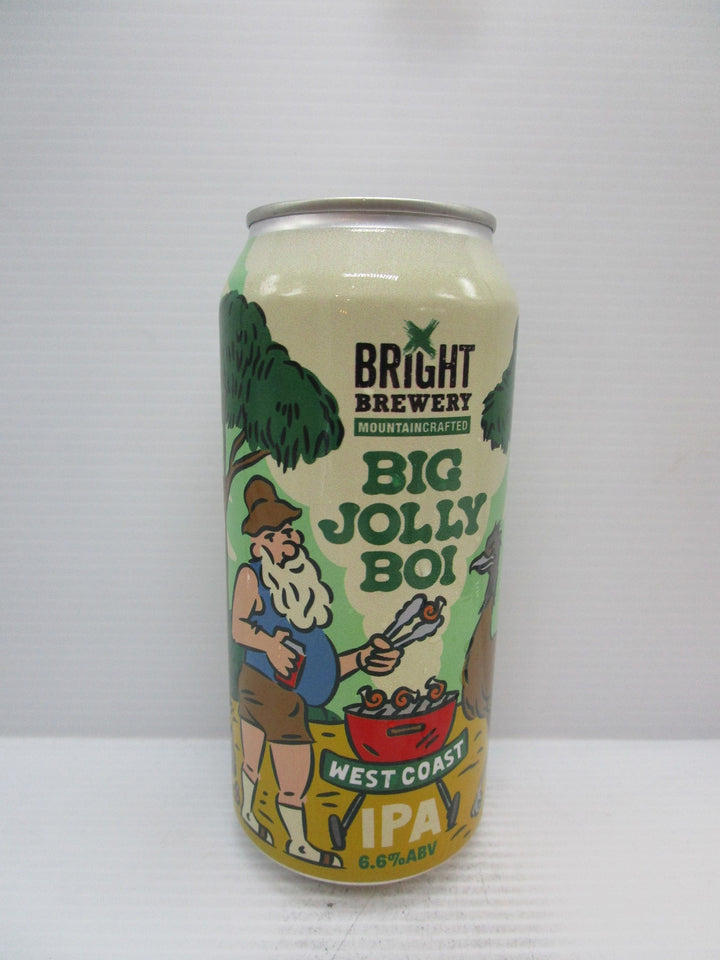 BRIGHT
BREWERY
MOUNTAINCRAFTED
BIG
JOLLY
BOI
WEST COAST
IPA
6.6%ABV